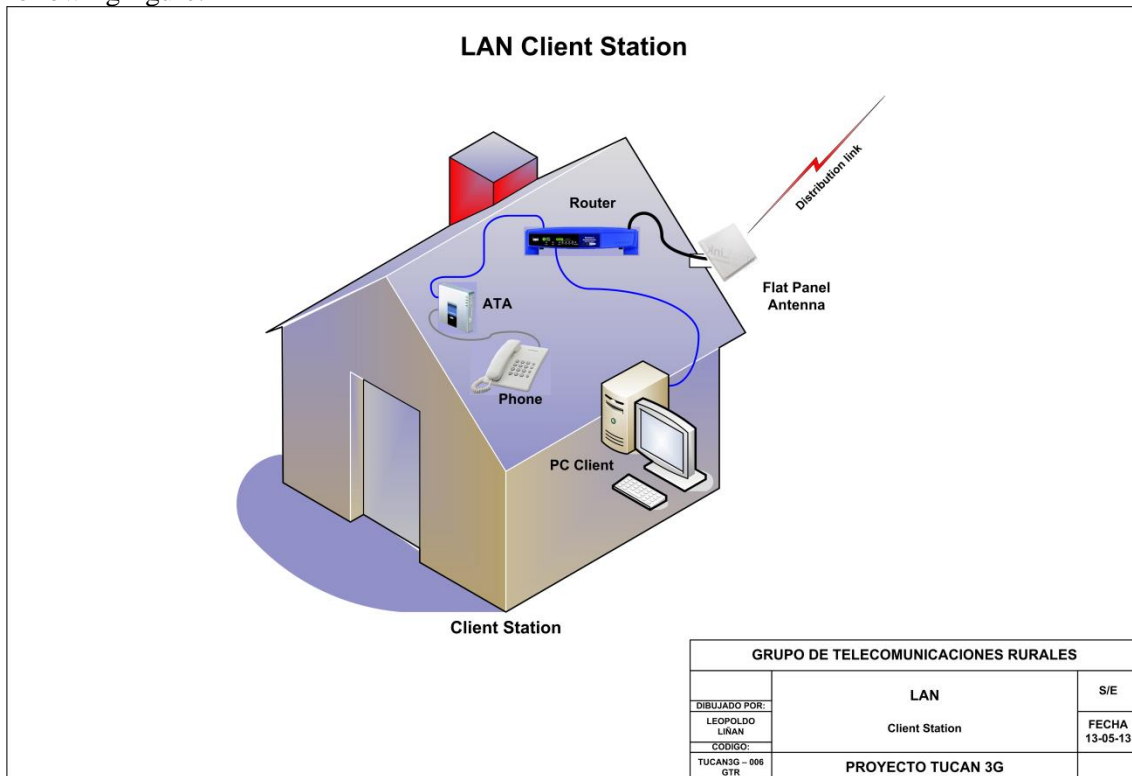 LAN Client Station
Distribution link
Router
Flat Panel
Antenna
ATA
Phone
PC Client
Client Station
GRUPO DE TELECOMUNICACIONES RURALES
LAN
S/E
DIBUJADO POR:
LEOPOLDO
LIÑAN
Client Station
FECHA
13-05-13
CODIGO:
TUCAN3G – 006
GTR
PROYECTO TUCAN 3G